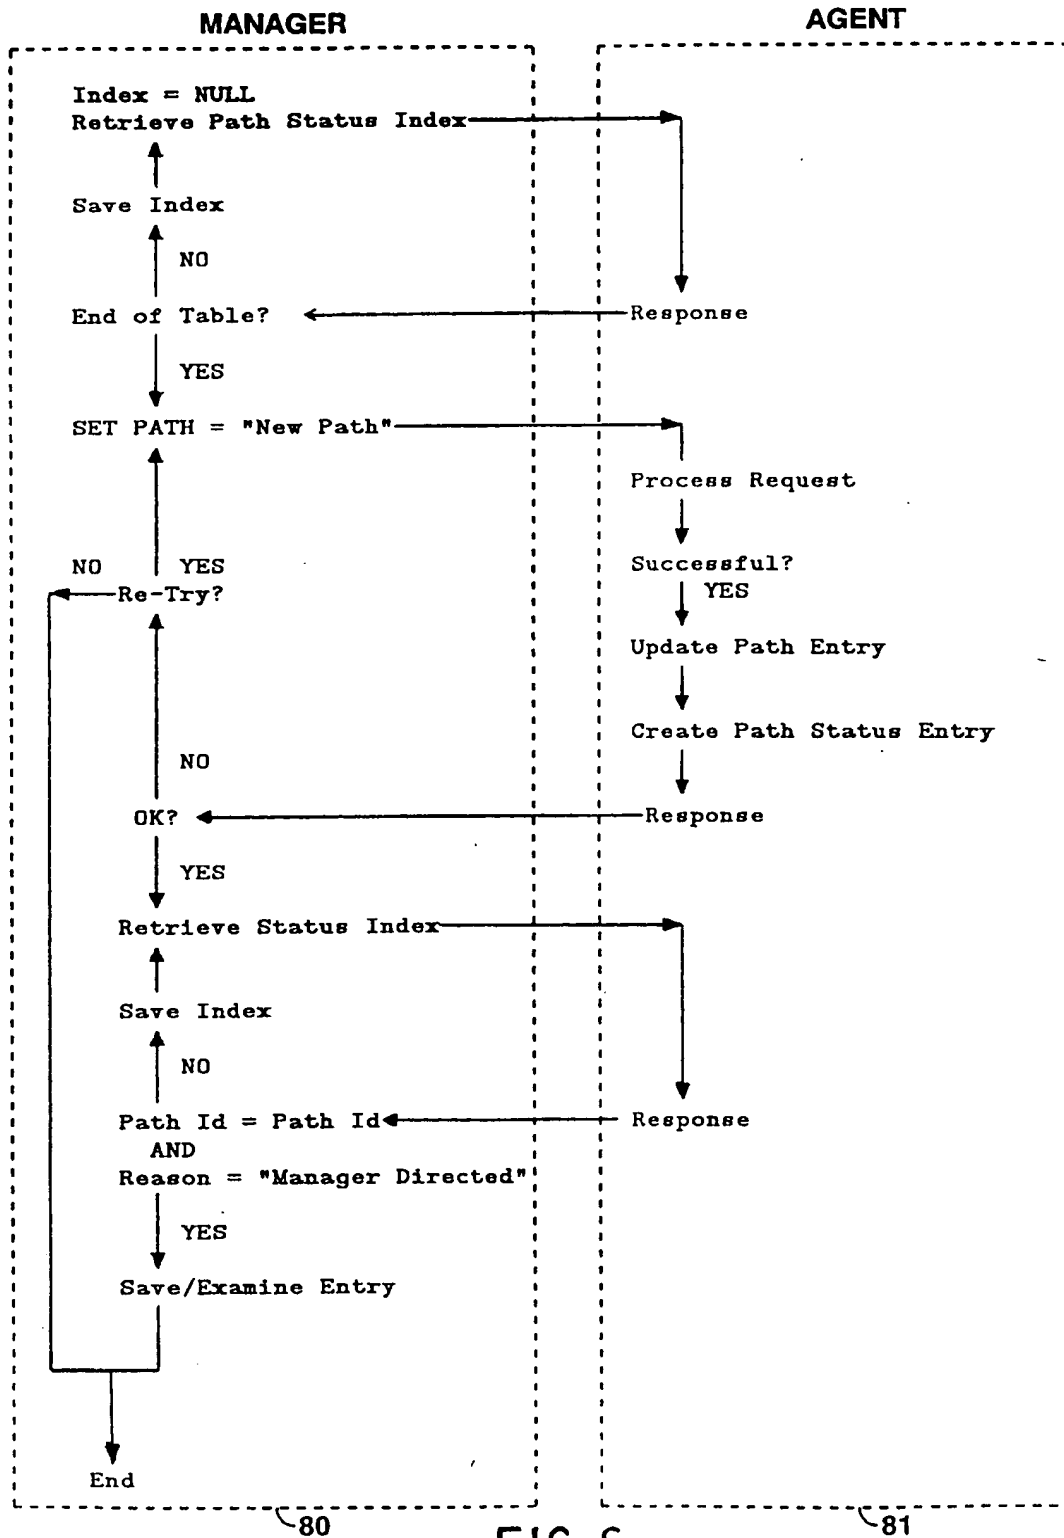 MANAGER
AGENT
Index = NULL
Retrieve Path Status Index
Save Index
NO
End of Table?
Response
YES
SET PATH = "New Path"
Process Request
NO YES
Successful?
Re-Try?
YES
Update Path Entry
Create Path Status Entry
NO
OK?
Response
YES
Retrieve Status Index
Save Index
NO
Path Id = Path Id
Response
AND
Reason = "Manager Directed"
YES
Save/Examine Entry
End
80
81